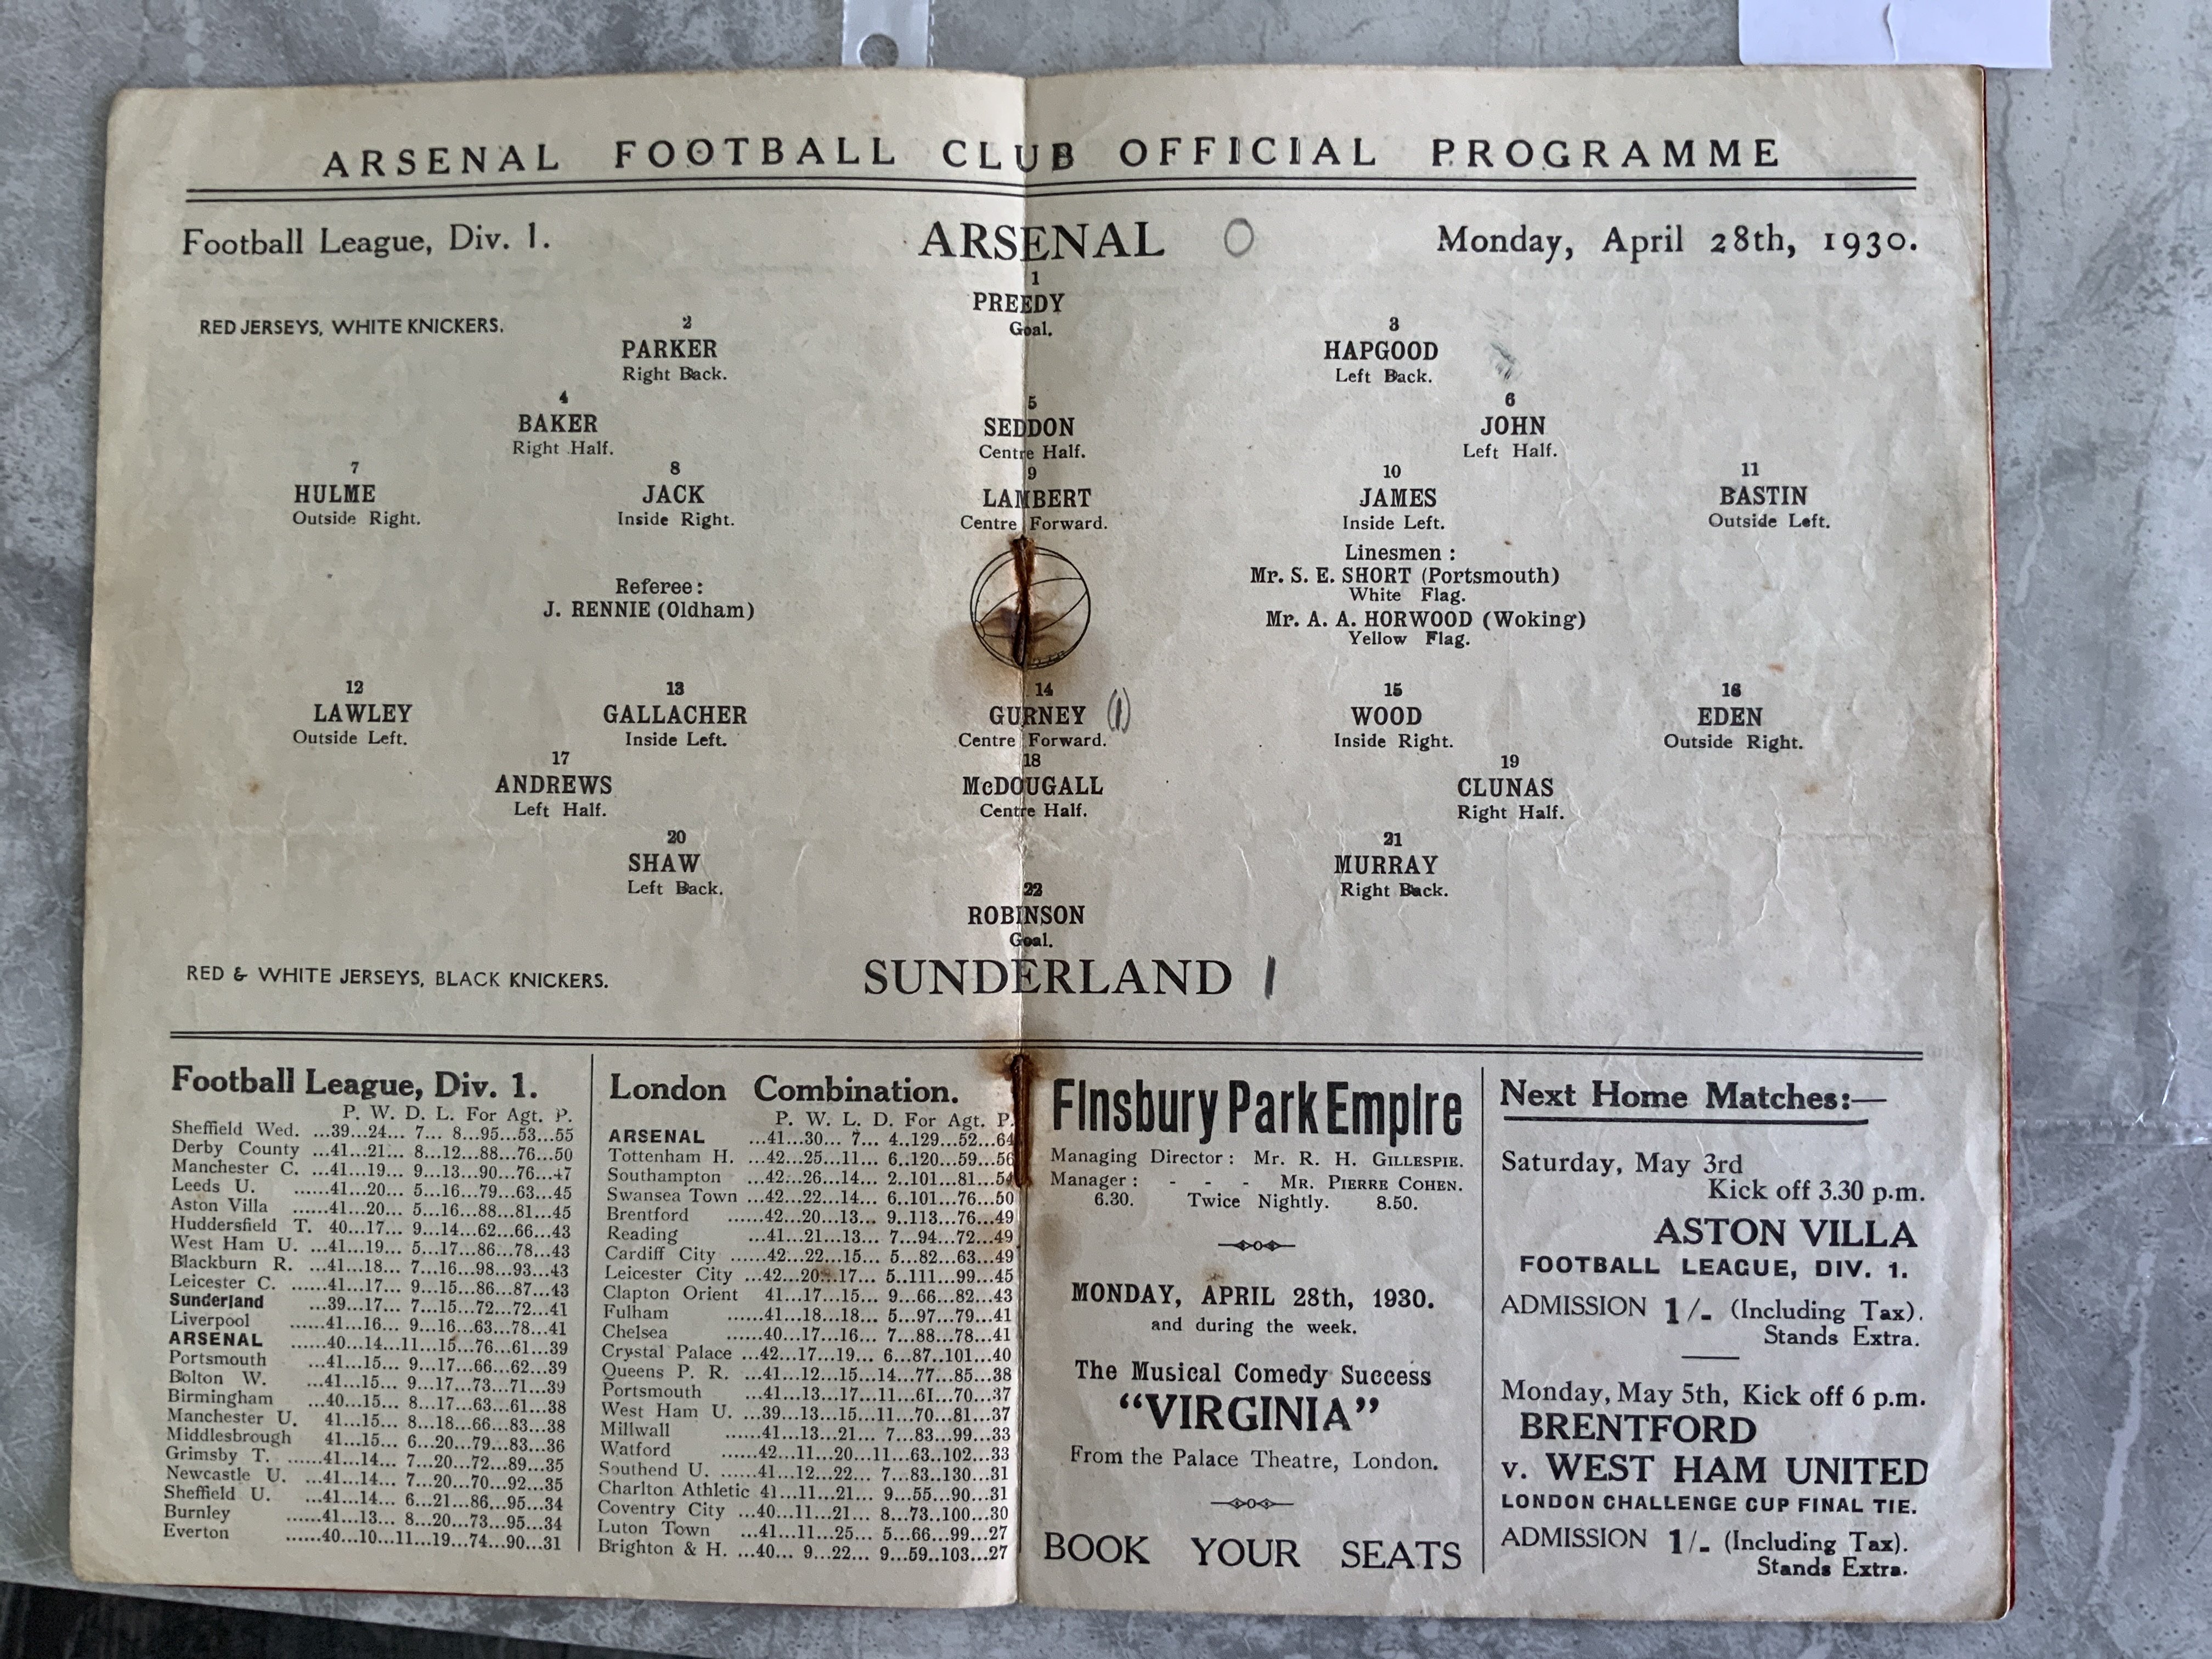 ARSENAL FOOTBALL CLUB OFFICIAL PROGRAMME
Football League, Div. 1.
ARSENAL 0
Monday, April 28th, 1930.
RED JERSEYS, WHITE KNICKERS.
1
PREEDY
Goal.
2
PARKER
Right Back.
3
HAPGOOD
Left Back.
4
BAKER
Right Half.
5
SEDDON
Centre Half.
6
JOHN
Left Half.
7
HULME
Outside Right.
8
JACK
Inside Right.
9
LAMBERT
Centre Forward.
10
JAMES
Inside Left.
11
BASTIN
Outside Left.
Referee:
J. RENNIE (Oldham)
Linesmen:
Mr. S. E. SHORT (Portsmouth)
White Flag.
Mr. A. A. HORWOOD (Woking)
Yellow Flag.
12
LAWLEY
Outside Left.
13
GALLACHER
Inside Left.
14
GURNEY (1)
Centre Forward.
15
WOOD
Inside Right.
16
EDEN
Outside Right.
17
ANDREWS
Left Half.
18
McDOUGALL
Centre Half.
19
CLUNAS
Right Half.
20
SHAW
Left Back.
21
MURRAY
Right Back.
22
ROBINSON
Goal.
RED & WHITE JERSEYS, BLACK KNICKERS.
SUNDERLAND 1
Football League, Div. 1.
P. W. D. L. For Agt. P.
Sheffield Wed. ...39...24... 7... 8...95...53...55
Derby County ...41...21... 8...12...88...76...50
Manchester C. ...41...19... 9...13...90...76...47
Leeds U. ......41...20... 5...16...79...63...45
Aston Villa ......41...20... 5...16...88...81...45
Huddersfield T. 40...17... 9...14...62...66...43
West Ham U. ...41...19... 5...17...86...78...43
Blackburn R. ...41...18... 7...16...98...93...43
Leicester C. ......41...17... 9...15...86...87...43
Sunderland ...39...17... 7...15...72...72...41
Liverpool ......41...16... 9...16...63...78...41
ARSENAL ......40...14...11...15...76...61...39
Portsmouth ...41...15... 9...17...66...62...39
Bolton W. ...41...15... 9...17...73...71...39
Birmingham ...40...15... 8...17...63...61...38
Manchester U. 41...15... 8...18...66...83...38
Middlesbrough 41...15... 6...20...79...83...36
Grimsby T. ......41...14... 7...20...72...89...35
Newcastle U. ...41...14... 7...20...70...92...35
Sheffield U. ...41...14... 6...21...86...95...34
Burnley ......41...13... 8...20...73...95...34
Everton ......40...10...11...19...74...90...31
London Combination.
P. W. L. D. For Agt. P.
ARSENAL ...41...30... 7... 4..129...52...64
Tottenham H. ...42...25...11... 6..120...59...56
Southampton ...42...26...14... 2..101...81...54
Swansea Town ...42...22...14... 6..101...76...50
Brentford ......42...20...13... 9..113...76...49
Reading ...41...21...13... 7...94...72...49
Cardiff City ......42...22...15... 5...82...63...49
Leicester City ...42...20...17... 5..111...99...45
Clapton Orient 41...17...15... 9...66...82...43
Fulham ......41...18...18... 5...97...79...41
Chelsea ......40...17...16... 7...88...78...41
Crystal Palace ...42...17...19... 6...87..101...40
Queens P. R. ...41...12...15...14...77...85...38
Portsmouth ...41...13...17...11...61...70...37
West Ham U. ...39...13...15...11...70...81...37
Millwall ......41...13...21... 7...83...99...33
Watford ......42...11...20...11...63..102...33
Southend U. ......41...12...22... 7...83..130...31
Charlton Athletic 41...11...21... 9...55...90...31
Coventry City ...40...11...21... 8...73..100...30
Luton Town ...41...11...25... 5...66...99...27
Brighton & H. ...40... 9...22... 9...59..103...27
Finsbury Park Empire
Managing Director: Mr. R. H. GILLESPIE.
Manager: - - - MR. PIERRE COHEN.
6.30. Twice Nightly. 8.50.
MONDAY, APRIL 28th, 1930.
and during the week.
The Musical Comedy Success
"VIRGINIA"
From the Palace Theatre, London.
BOOK YOUR SEATS
Next Home Matches:—
Saturday, May 3rd
Kick off 3.30 p.m.
ASTON VILLA
FOOTBALL LEAGUE, DIV. 1.
ADMISSION 1/- (Including Tax).
Stands Extra.
Monday, May 5th, Kick off 6 p.m.
BRENTFORD
v. WEST HAM UNITED
LONDON CHALLENGE CUP FINAL TIE.
ADMISSION 1/- (Including Tax).
Stands Extra.